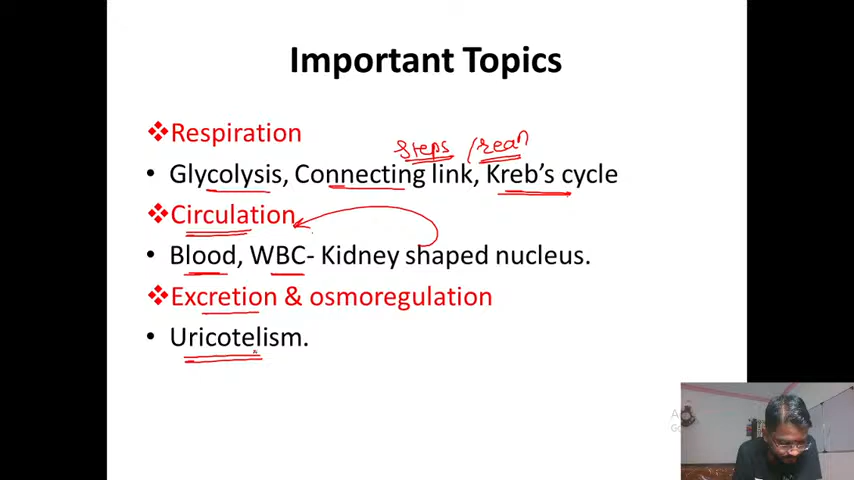 Important Topics
❖Respiration
steps /rean
• Glycolysis, Connecting link, Kreb's cycle
❖Circulation
• Blood, WBC- Kidney shaped nucleus.
❖Excretion & osmoregulation
• Uricotelism.